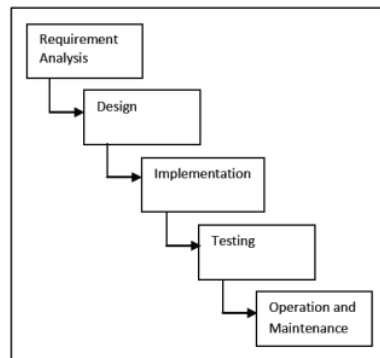 Requirement
Analysis
Design
Implementation
Testing
Operation and
Maintenance